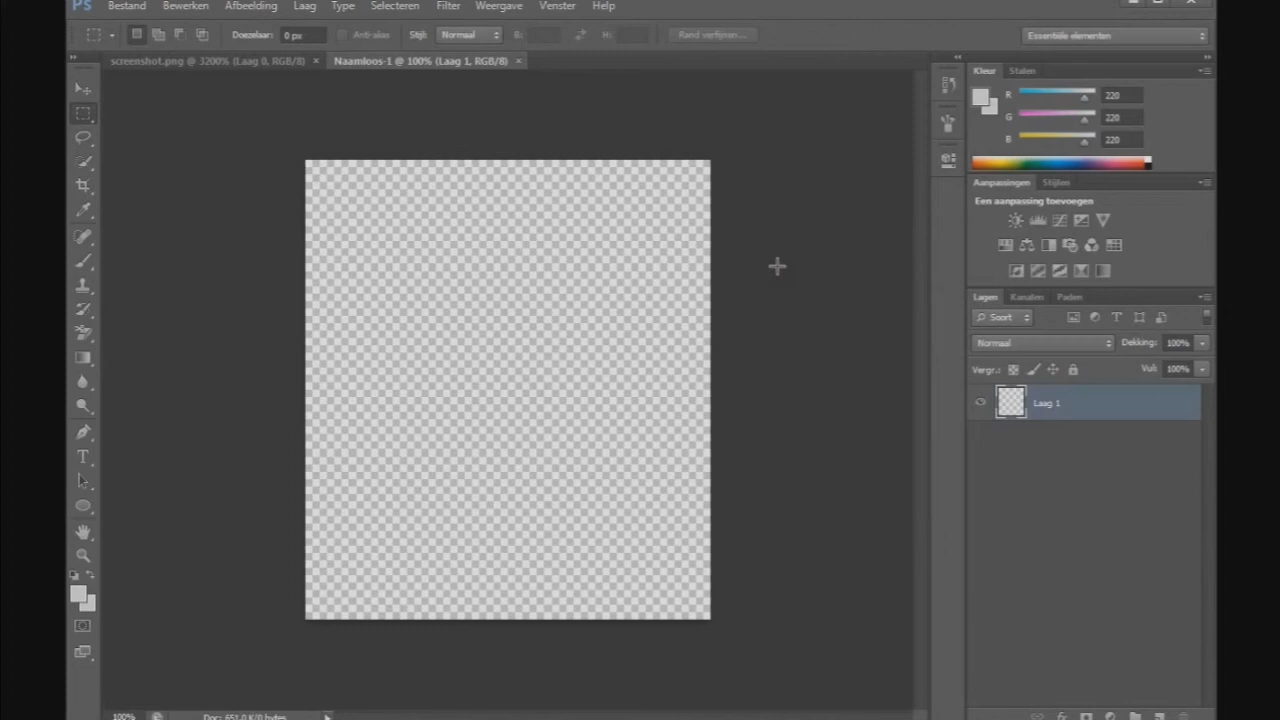 Ps Bestand Bewerken Afbeelding Laag Type Selecteren Filter Weergave Venster Help
Doezelaar: 0 px Anti-alias Stijl: Normaal B: H: Rand verfijnen... Essentiële elementen
screenshot.png @ 3200% (Laag 0, RGB/8) × Naamloos-1 @ 100% (Laag 1, RGB/8) ×
Kleur Stalen
R 220
G 220
B 220
Aanpassingen Stijlen
Een aanpassing toevoegen
Lagen Kanalen Paden
Soort
Normaal Dekking: 100%
Vergr.: Vul: 100%
Laag 1
100% Doc: 651,0 K/0 bytes